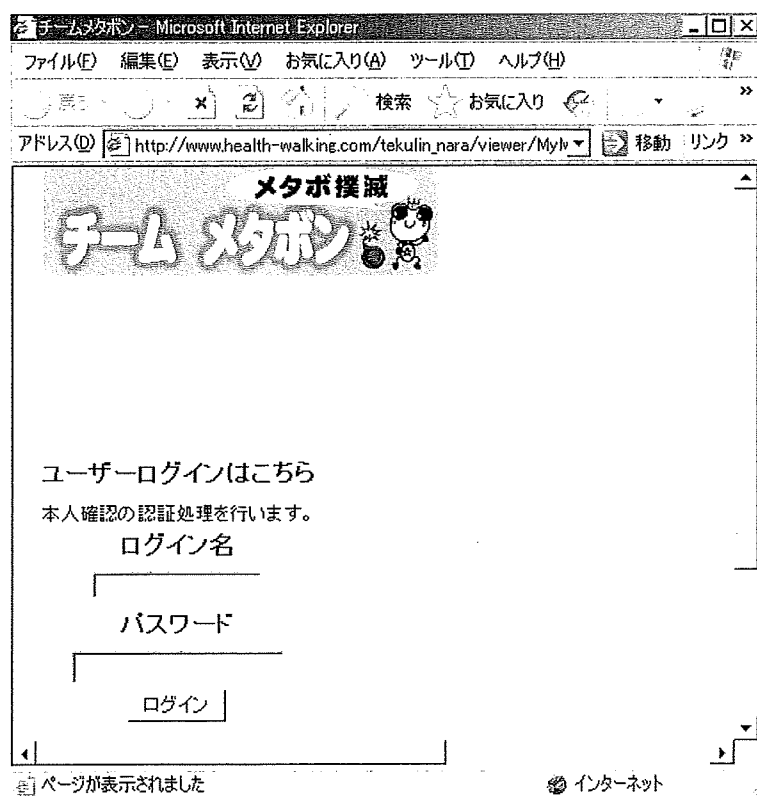 チームメタボン - Microsoft Internet Explorer
ファイル(F) 編集(E) 表示(V) お気に入り(A) ツール(T) ヘルプ(H)
検索 お気に入り »
アドレス(D) http://www.health-walking.com/tekulin_nara/viewer/MyIv 移動 リンク »
メタボ撲滅
チーム メタボン
ユーザーログインはこちら
本人確認の認証処理を行います。
ログイン名
パスワード
ログイン
ページが表示されました インターネット